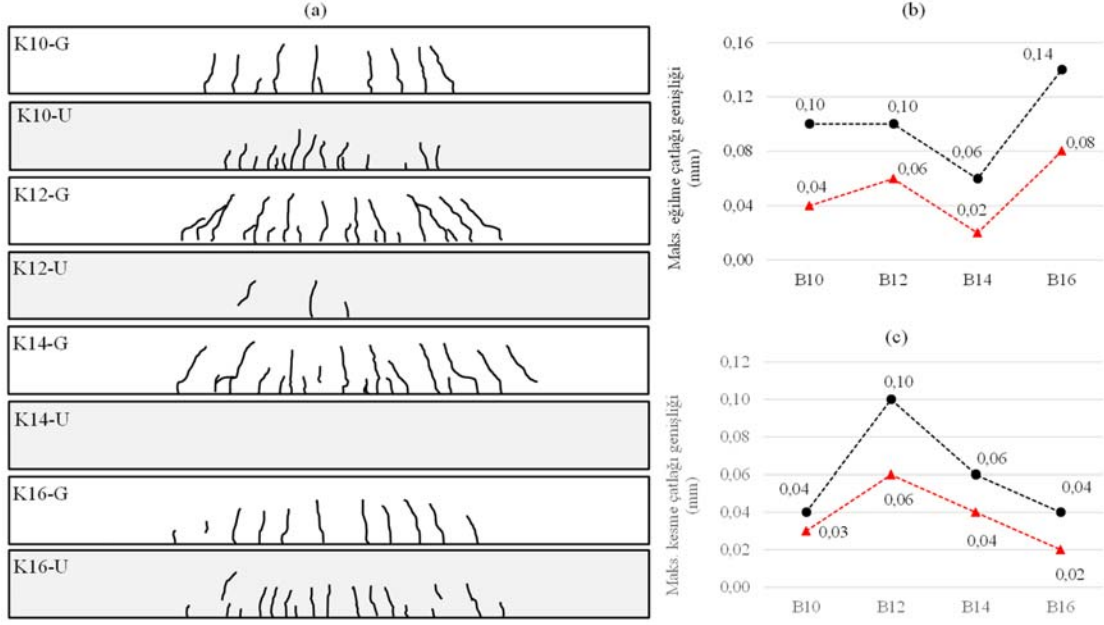 (a)
K10-G
K10-U
K12-G
K12-U
K14-G
K14-U
K16-G
K16-U
(b)
Maks. eğilme çatlağı genişliği
(mm)
0,16
0,12
0,08
0,04
0,00
0,10
0,10
0,06
0,14
0,04
0,06
0,02
0,08
B10
B12
B14
B16
(c)
Maks. kesme çatlağı genişliği
(mm)
0,12
0,10
0,08
0,06
0,04
0,02
0,00
0,04
0,10
0,06
0,04
0,03
0,06
0,04
0,02
B10
B12
B14
B16